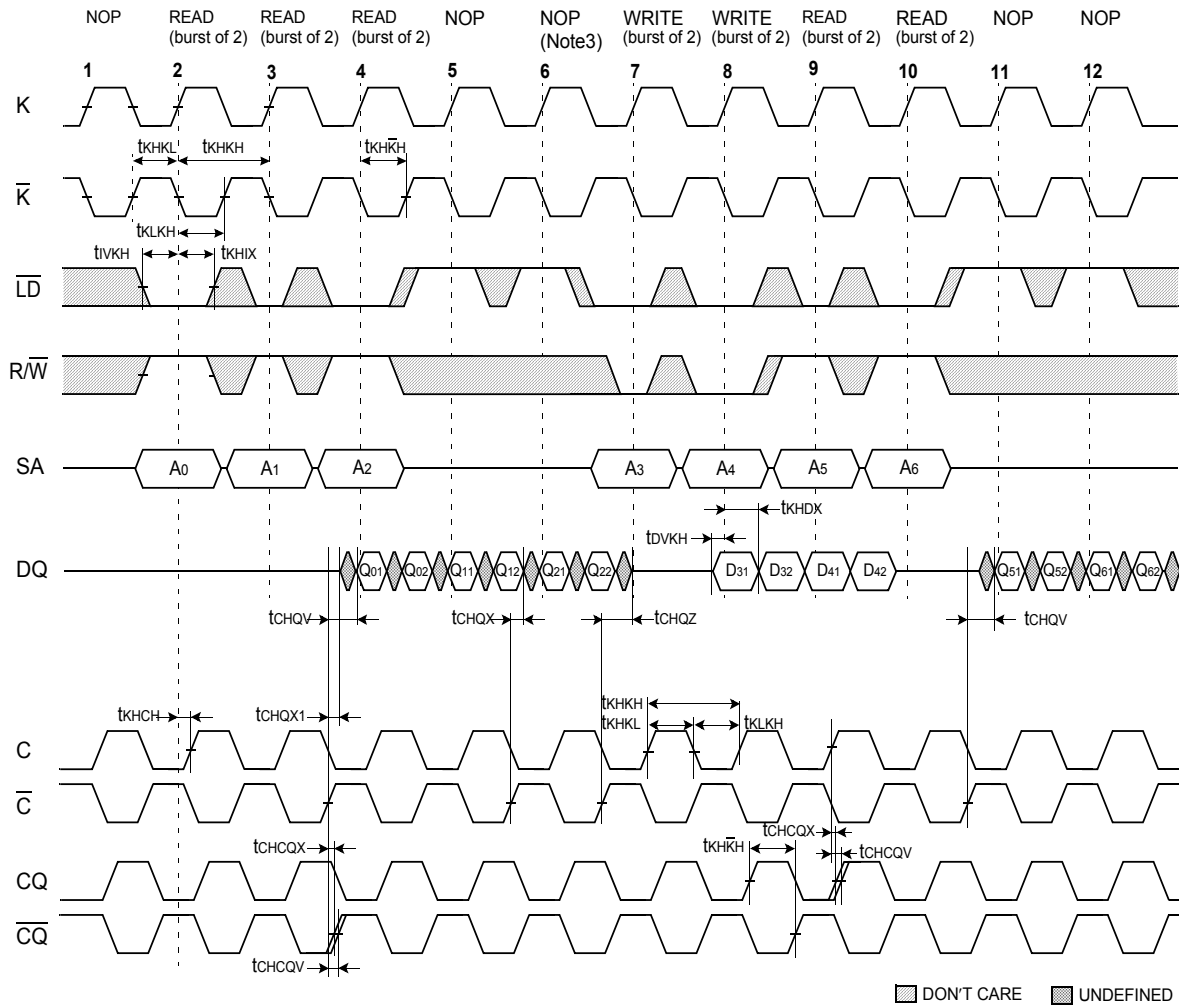 NOP READ READ READ NOP NOP WRITE WRITE READ READ NOP NOP
(burst of 2) (burst of 2) (burst of 2) (Note3) (burst of 2) (burst of 2) (burst of 2) (burst of 2)
1 2 3 4 5 6 7 8 9 10 11 12
K
tKHKL tKHKH tKHK̅H
K̅
tKLKH
tIVKH tKHIX
L̅D̅
R/W̅
SA A0 A1 A2 A3 A4 A5 A6
tKHDX
tDVKH
DQ Q01 Q02 Q11 Q12 Q21 Q22 D31 D32 D41 D42 Q51 Q52 Q61 Q62
tCHQV tCHQX tCHQZ tCHQV
tKHKH
tKHCH tCHQX1 tKHKL tKLKH
C
C̅
tCHCQX tKHK̅H tCHCQX
tCHCQV
CQ
C̅Q̅
tCHCQV
DON'T CARE UNDEFINED